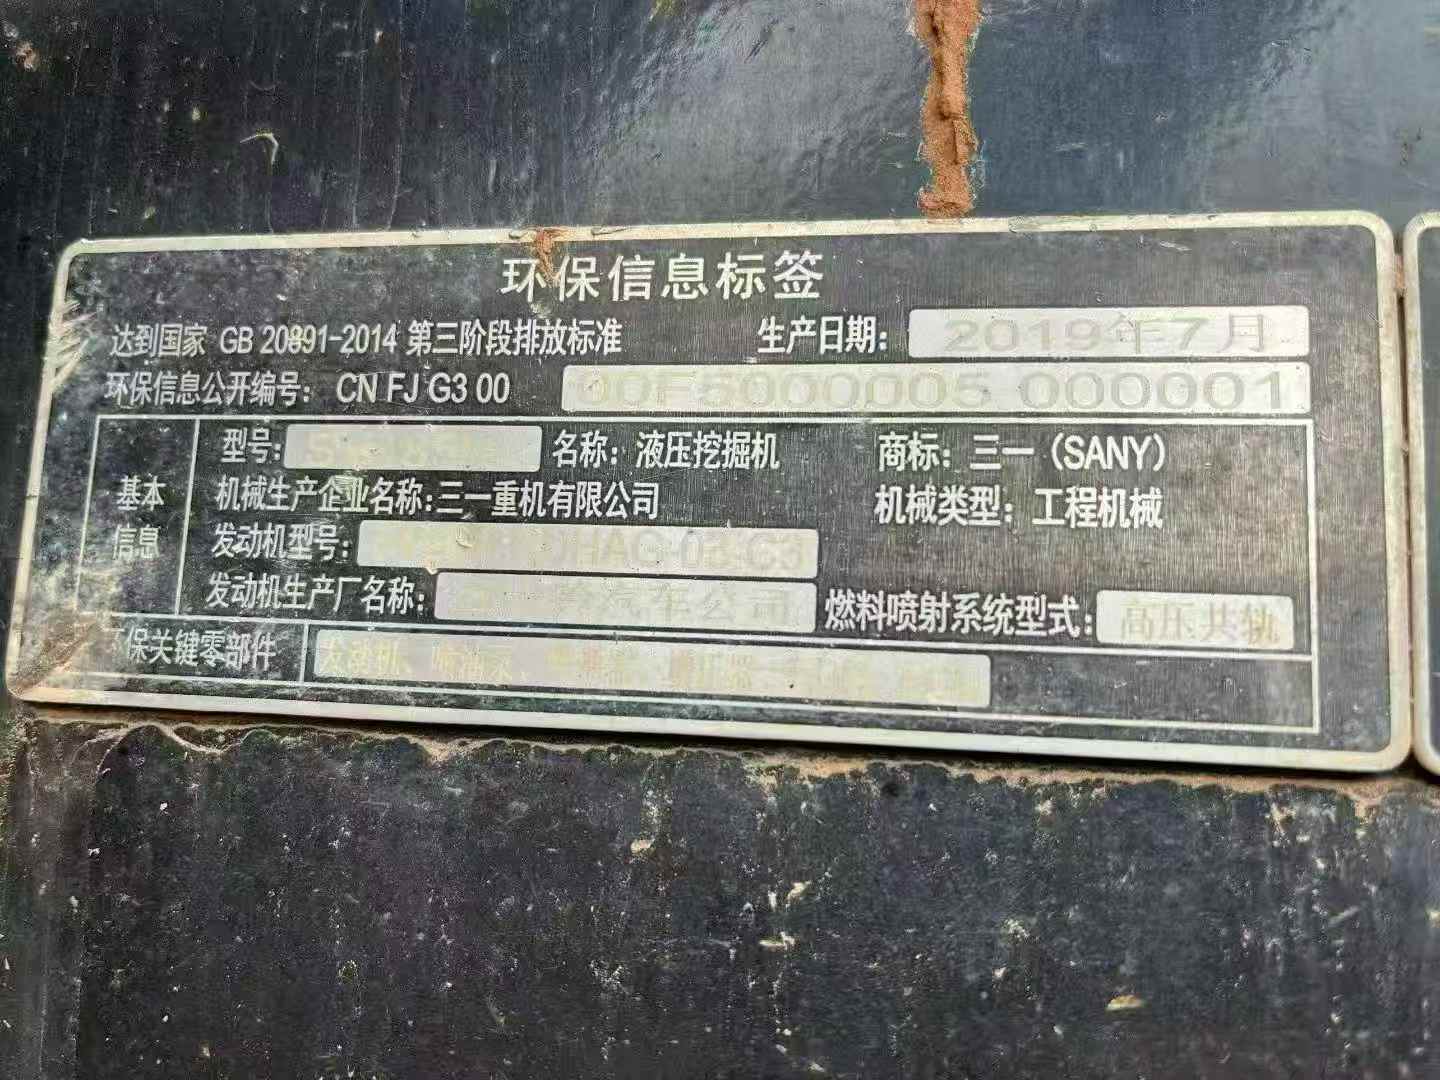 环保信息标签
达到国家 GB 20891-2014 第三阶段排放标准 生产日期: 2019年7月
环保信息公开编号: CN FJ G3 00 00F5000005 000001
型号: 名称: 液压挖掘机 商标: 三一 (SANY)
基本信息
机械生产企业名称: 三一重机有限公司 机械类型: 工程机械
发动机型号:
发动机生产厂名称: 汽车公司 燃料喷射系统型式: 高压共轨
保关键零部件